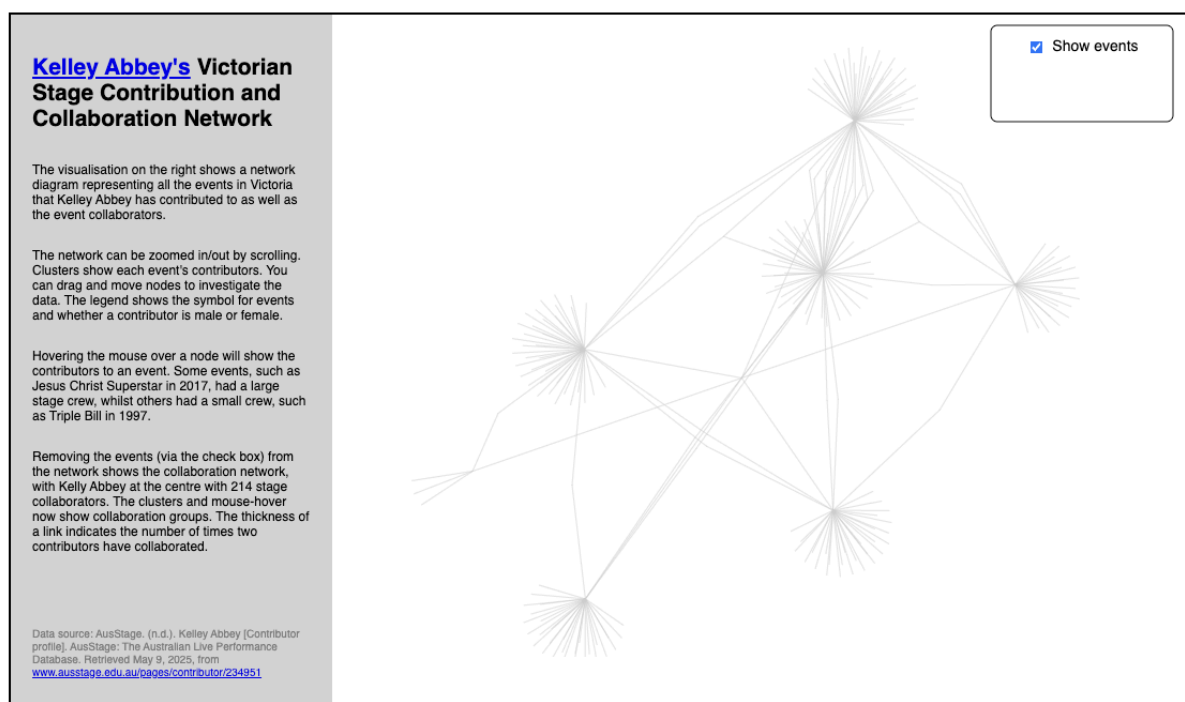 Kelley Abbey's Victorian
Stage Contribution and
Collaboration Network
The visualisation on the right shows a network
diagram representing all the events in Victoria
that Kelley Abbey has contributed to as well as
the event collaborators.
The network can be zoomed in/out by scrolling.
Clusters show each event's contributors. You
can drag and move nodes to investigate the
data. The legend shows the symbol for events
and whether a contributor is male or female.
Hovering the mouse over a node will show the
contributors to an event. Some events, such as
Jesus Christ Superstar in 2017, had a large
stage crew, whilst others had a small crew, such
as Triple Bill in 1997.
Removing the events (via the check box) from
the network shows the collaboration network,
with Kelly Abbey at the centre with 214 stage
collaborators. The clusters and mouse-hover
now show collaboration groups. The thickness of
a link indicates the number of times two
contributors have collaborated.
Data source: AusStage. (n.d.). Kelley Abbey [Contributor
profile]. AusStage: The Australian Live Performance
Database. Retrieved May 9, 2025, from
www.ausstage.edu.au/pages/contributor/234951
Show events